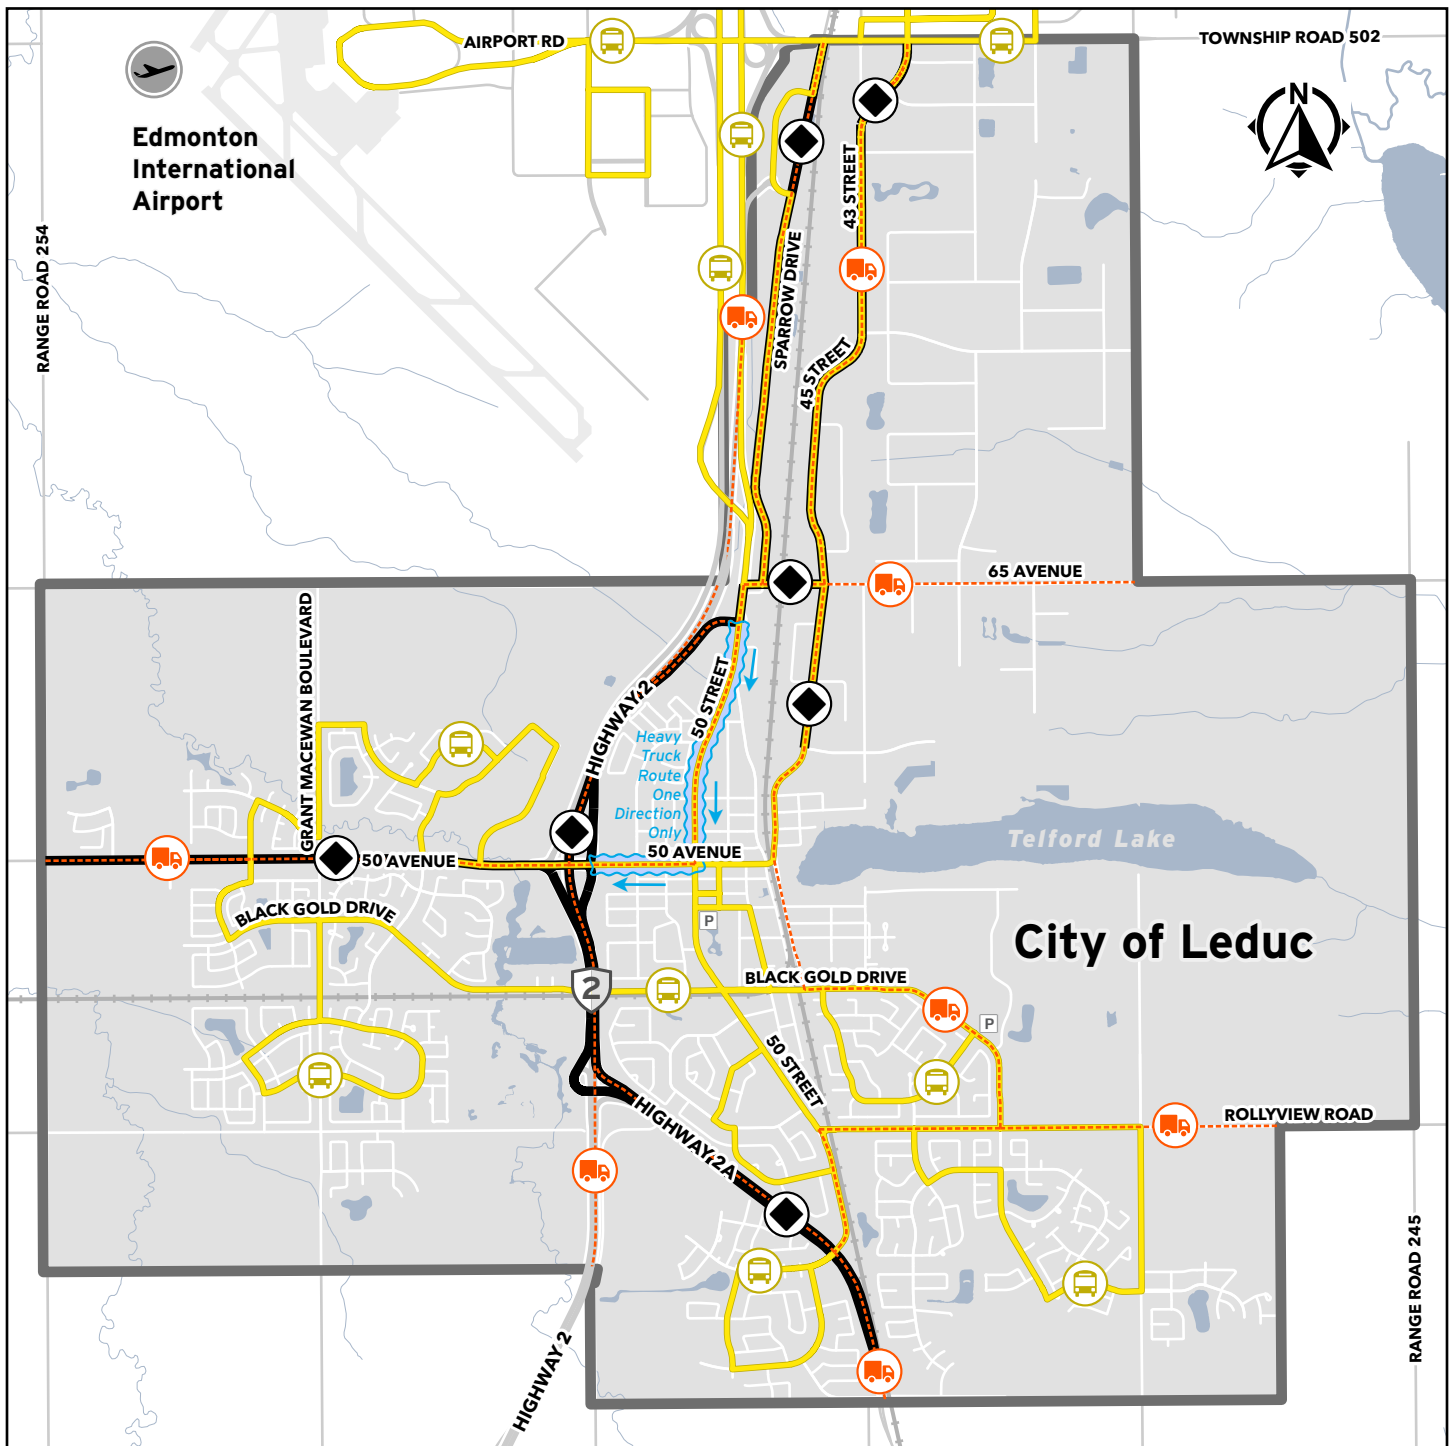 AIRPORT RD
TOWNSHIP ROAD 502
N
Edmonton
International
Airport
RANGE ROAD 254
43 STREET
SPARROW DRIVE
45 STREET
65 AVENUE
GRANT MACEWAN BOULEVARD
HIGHWAY 2
50 STREET
Heavy
Truck
Route
One
Direction
Only
50 AVENUE
50 AVENUE
Telford Lake
BLACK GOLD DRIVE
P
City of Leduc
BLACK GOLD DRIVE
2
P
50 STREET
HIGHWAY 2A
ROLLYVIEW ROAD
RANGE ROAD 245
HIGHWAY 2